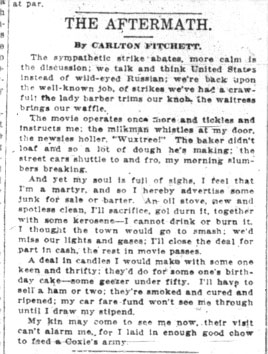 at par.
THE AFTERMATH.
By CARLTON FITCHETT.
The sympathetic strike abates, more calm is
the discussion; we talk and think United States
instead of wild-eyed Russian; we're back upon
the well-known job, of strikes we've had a craw-
ful: the lady barber trims our knob, the waitress
brings our waffle.
The movie operates once more and tickles and
instructs me; the milkman whistles at my door,
the newsies holler, "Wuxtree!" The baker didn't
loaf and so a lot of dough he's making; the
street cars shuttle to and fro, my morning slum-
bers breaking.
And yet my soul is full of sighs, I feel that
I'm a martyr, and so I hereby advertise some
junk for sale or barter. An oil stove, new and
spotless clean, I'll sacrifice, gol durn it, together
with some kerosene—I cannot drink or burn it.
I thought the town would go to smash; we'd
miss our lights and gases; I'll close the deal for
part in cash, the rest in movie passes.
A deal in candles I would make with some one
keen and thrifty; they'd do for some one's birth-
day cake—some geezer under fifty. I'll have to
sell a ham or two; they're smoked and cured and
ripened; my car fare fund won't see me through
until I draw my stipend.
My kin may come to see me now, their visit
can't alarm me, for I laid in enough good chow
to feed a Coxie's army.